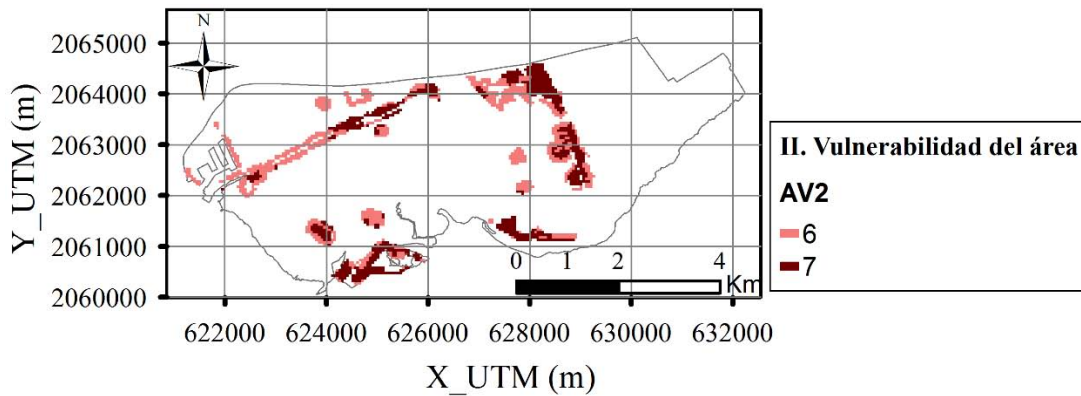 N
2065000
2064000
2063000
2062000
2061000
2060000
Y_UTM (m)
0 1 2 4
Km
622000 624000 626000 628000 630000 632000
X_UTM (m)
II. Vulnerabilidad del área
AV2
6
7